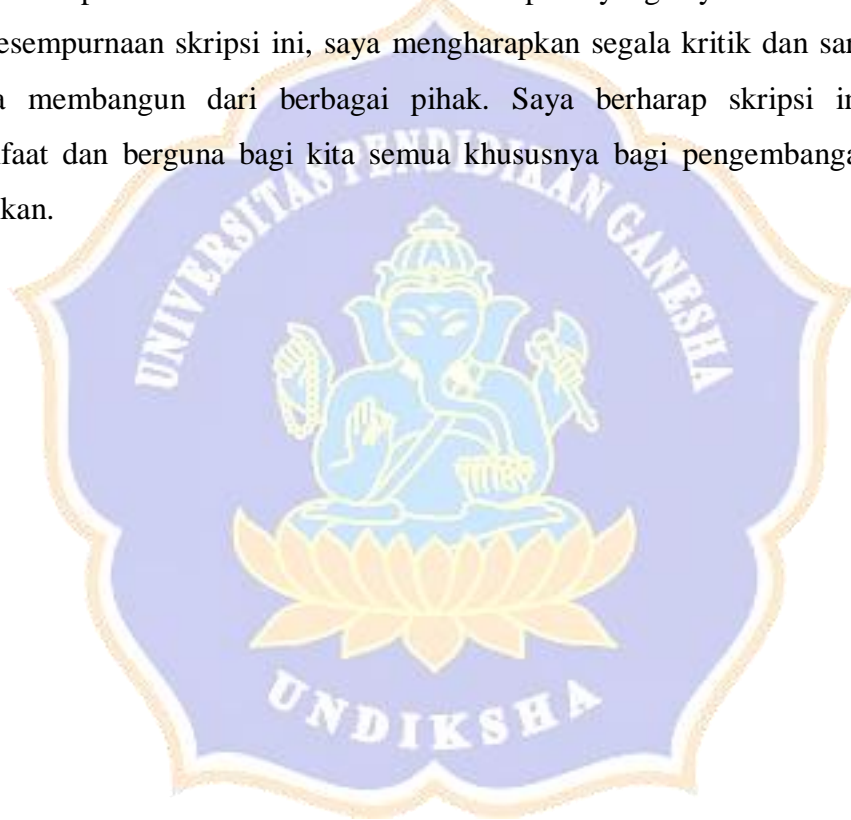 esempurnaan skripsi ini, saya mengharapkan segala kritik dan sar
a membangun dari berbagai pihak. Saya berharap skripsi in
faat dan berguna bagi kita semua khususnya bagi pengembanga
kan.
UNIVERSITAS PENDIDIKAN GANESHA
UNDIKSHA